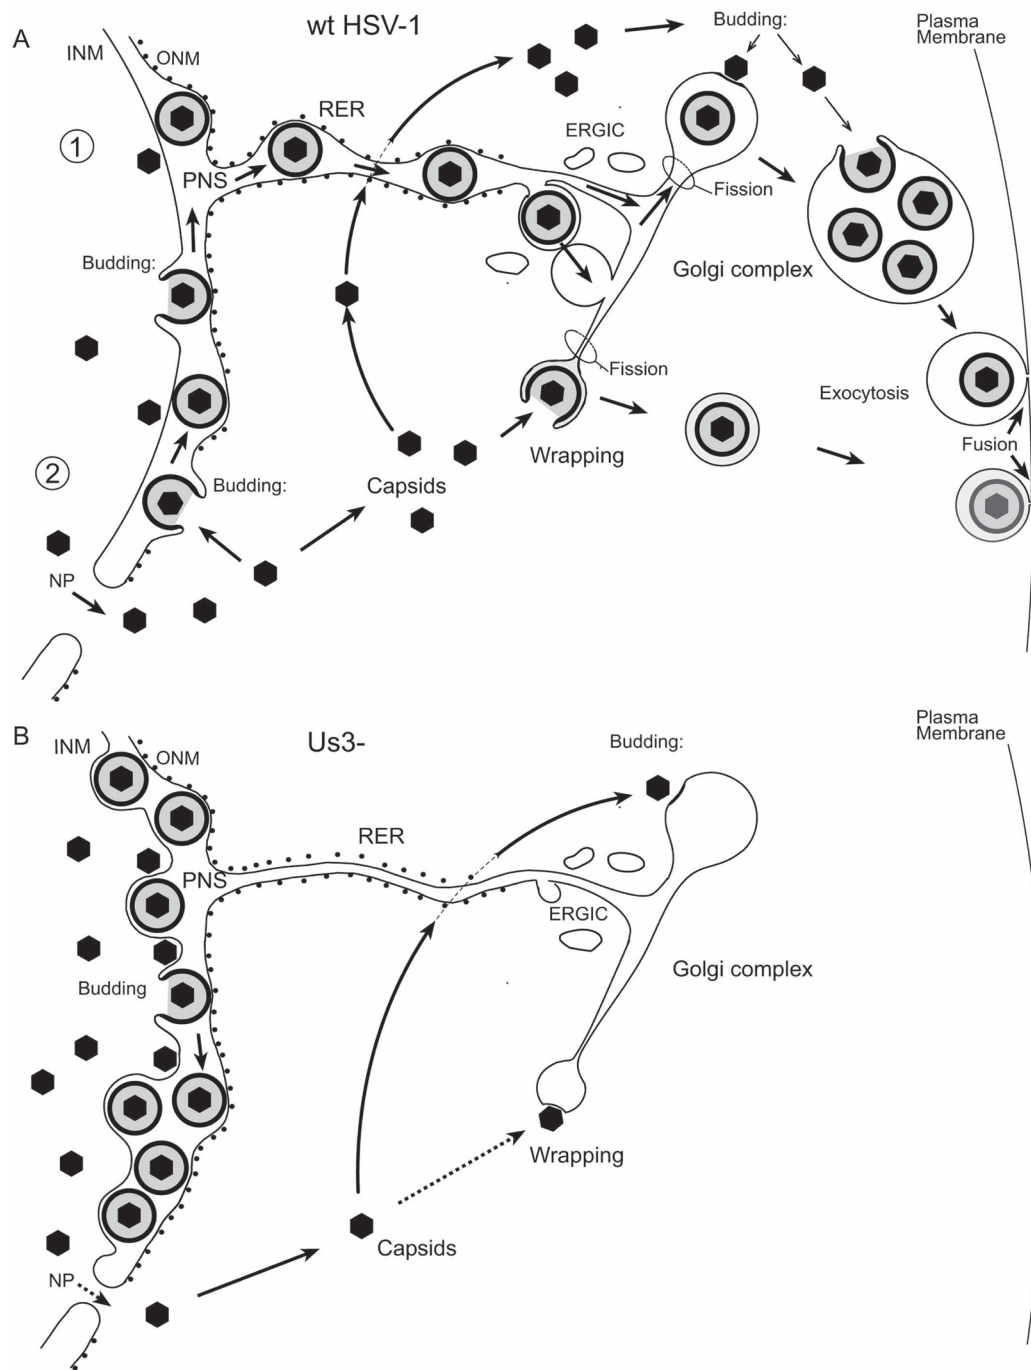 A
wt HSV-1
Budding:
Plasma
Membrane
INM
ONM
RER
ERGIC
1
PNS
Fission
Budding:
Golgi complex
Fission
Exocytosis
Wrapping
Fusion
2
Budding:
Capsids
NP
B
Us3-
Plasma
Membrane
INM
ONM
Budding:
RER
PNS
ERGIC
Golgi complex
Budding
Wrapping
Capsids
NP